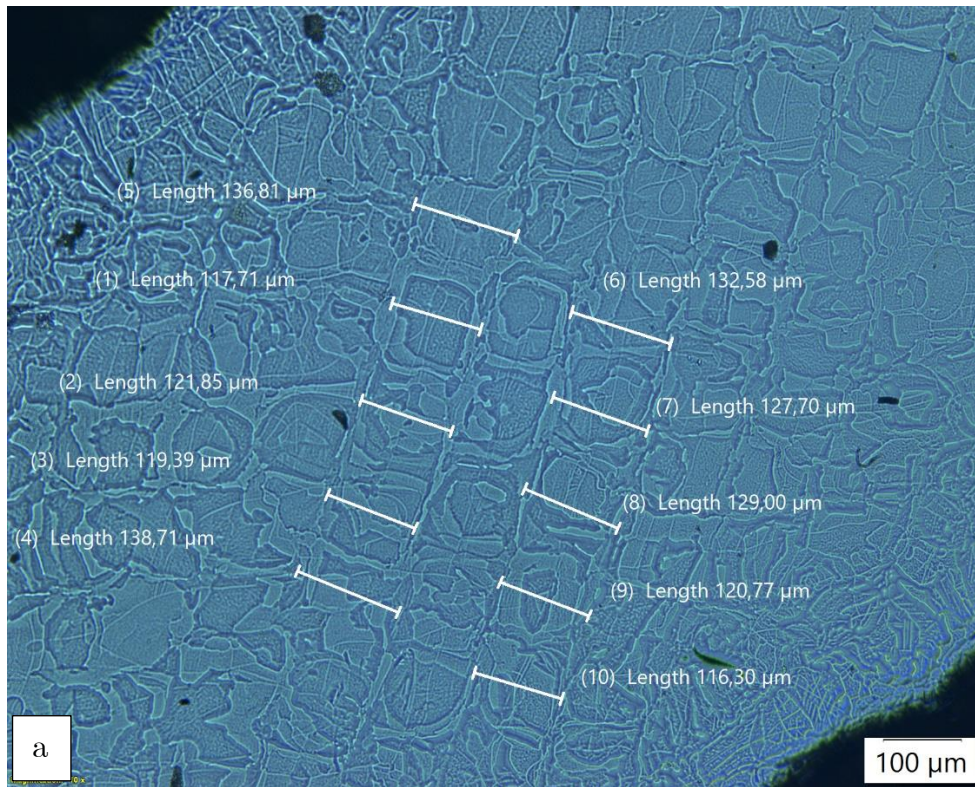 (5) Length 136,81 µm
(1) Length 117,71 µm
(6) Length 132,58 µm
(2) Length 121,85 µm
(7) Length 127,70 µm
(3) Length 119,39 µm
(8) Length 129,00 µm
(4) Length 138,71 µm
(9) Length 120,77 µm
(10) Length 116,30 µm
a
100 µm